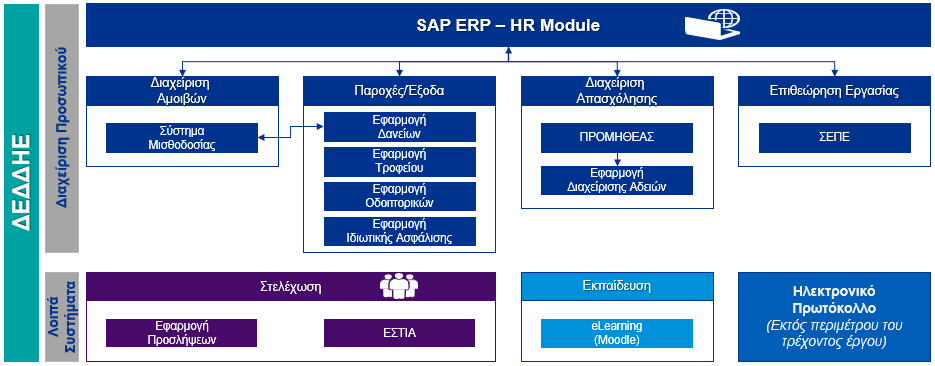 ΔΕΔΔΗΕ
Διαχείριση Προσωπικού
SAP ERP – HR Module
Διαχείριση
Αμοιβών
Σύστημα
Μισθοδοσίας
Παροχές/Έξοδα
Εφαρμογή
Δανείων
Εφαρμογή
Τροφείου
Εφαρμογή
Οδοιπορικών
Εφαρμογή
Ιδιωτικής Ασφάλισης
Διαχείριση
Απασχόλησης
ΠΡΟΜΗΘΕΑΣ
Εφαρμογή
Διαχείρισης Αδειών
Επιθεώρηση Εργασίας
ΣΕΠΕ
Λοιπά
Συστήματα
Στελέχωση
Εφαρμογή
Προσλήψεων
ΕΣΤΙΑ
Εκπαίδευση
eLearning
(Moodle)
Ηλεκτρονικό
Πρωτόκολλο
(Εκτός περιμέτρου του
τρέχοντος έργου)